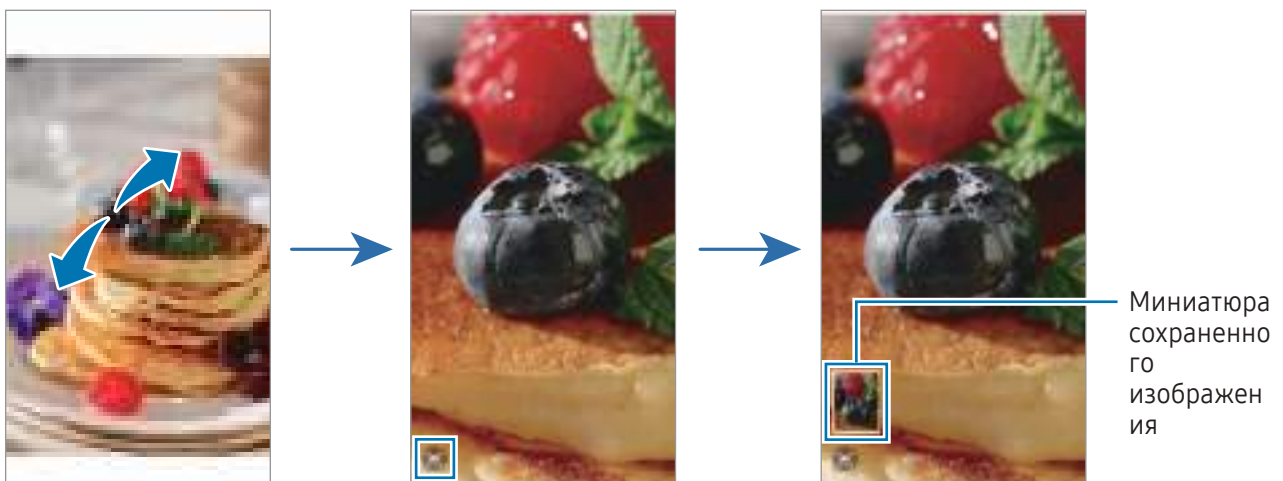 Миниатюра
сохраненно
го
изображен
ия